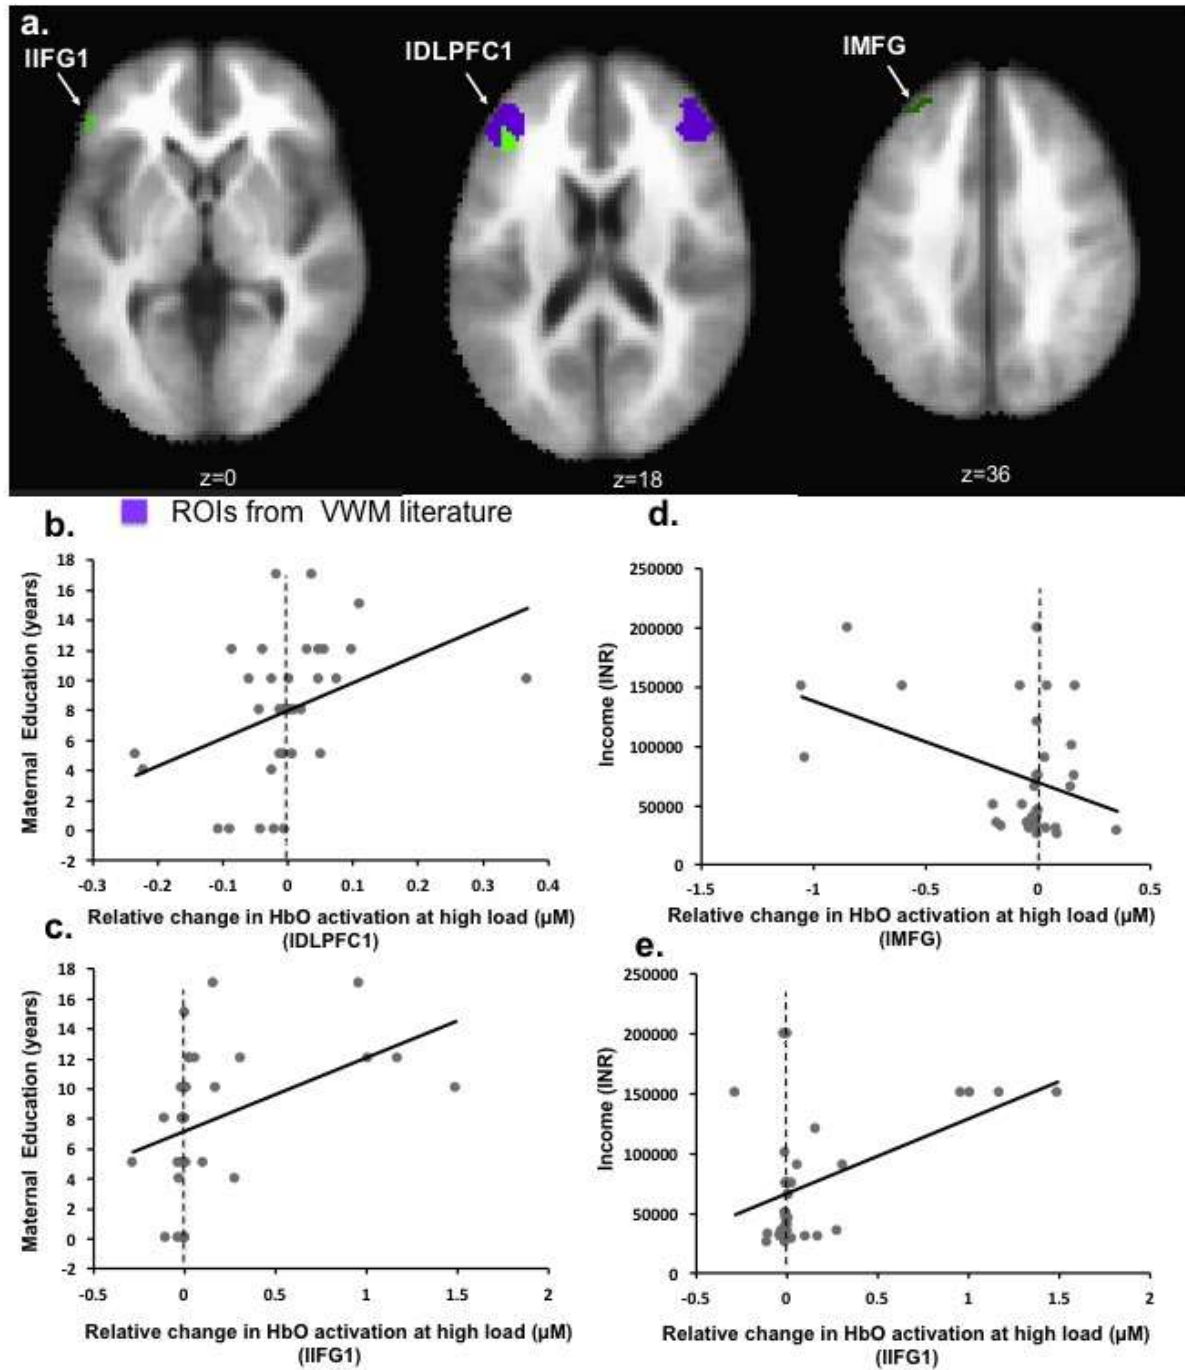 a.
lIFG1
lDLPFC1
lMFG
z=0
z=18
z=36
ROIs from VWM literature
b.
Maternal Education (years)
18
16
14
12
10
8
6
4
2
0
-2
-0.3 -0.2 -0.1 0 0.1 0.2 0.3 0.4
Relative change in HbO activation at high load (µM)
(lDLPFC1)
d.
Income (INR)
250000
200000
150000
100000
50000
0
-1.5 -1 -0.5 0 0.5
Relative change in HbO activation at high load (µM)
(lMFG)
c.
Maternal Education (years)
18
16
14
12
10
8
6
4
2
0
-2
-0.5 0 0.5 1 1.5 2
Relative change in HbO activation at high load (µM)
(lIFG1)
e.
Income (INR)
250000
200000
150000
100000
50000
0
-0.5 0 0.5 1 1.5 2
Relative change in HbO activation at high load (µM)
(lIFG1)